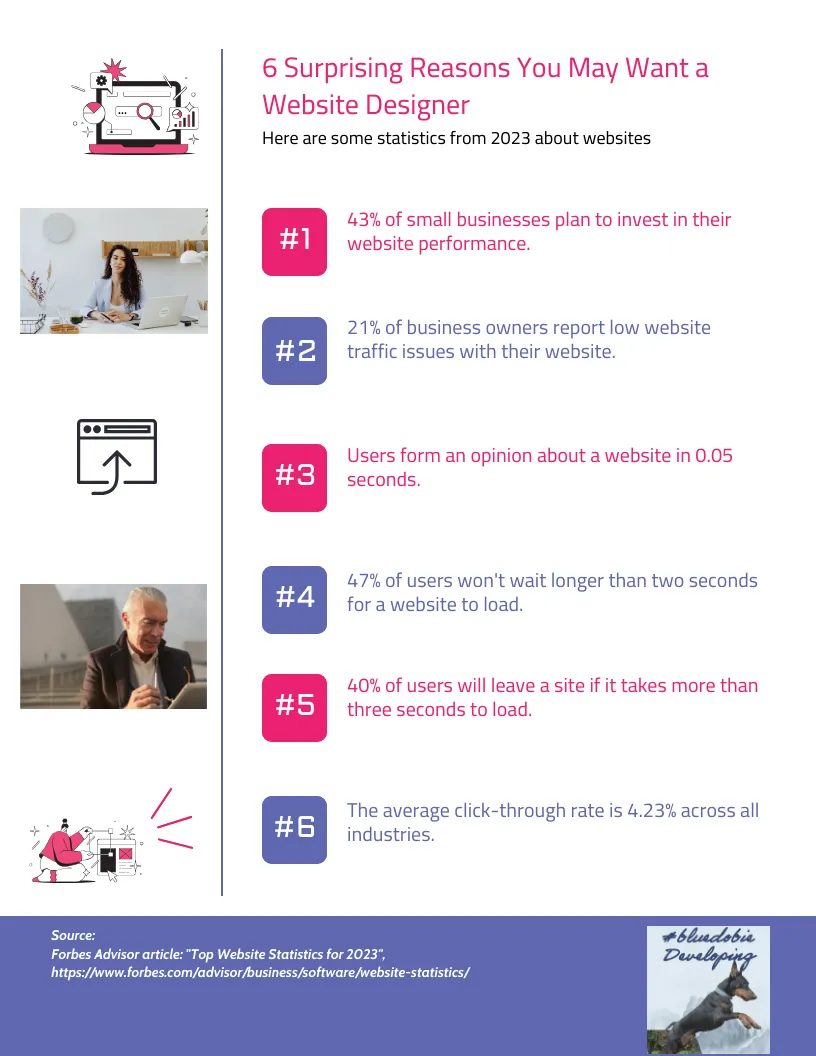 6 Surprising Reasons You May Want a
Website Designer
Here are some statistics from 2023 about websites
#1
43% of small businesses plan to invest in their
website performance.
#2
21% of business owners report low website
traffic issues with their website.
#3
Users form an opinion about a website in 0.05
seconds.
#4
47% of users won't wait longer than two seconds
for a website to load.
#5
40% of users will leave a site if it takes more than
three seconds to load.
#6
The average click-through rate is 4.23% across all
industries.
Source:
Forbes Advisor article: "Top Website Statistics for 2023",
https://www.forbes.com/advisor/business/software/website-statistics/
#bluedobie
Developing